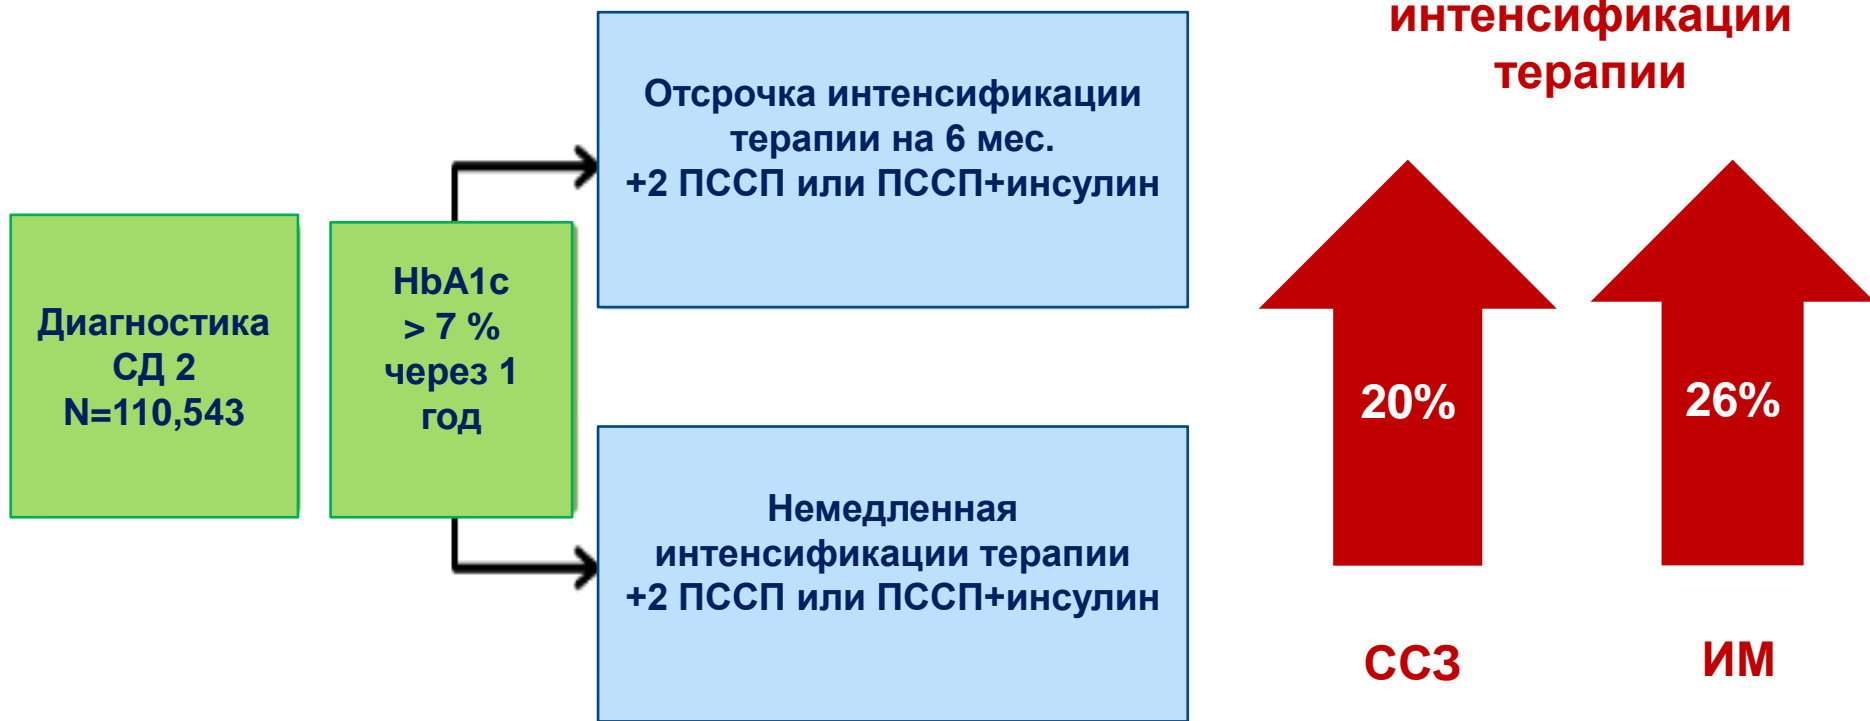 Диагностика
СД 2
N=110,543
HbA1c
> 7 %
через 1
год
Отсрочка интенсификации
терапии на 6 мес.
+2 ПССП или ПССП+инсулин
Немедленная
интенсификации терапии
+2 ПССП или ПССП+инсулин
интенсификации
терапии
20%
26%
ССЗ
ИМ